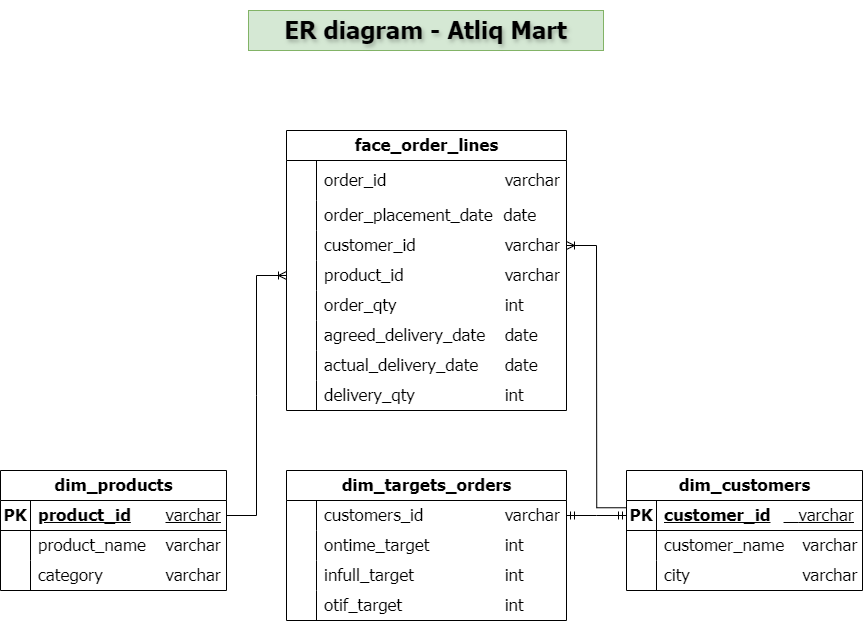 ER diagram - Atliq Mart
face_order_lines
order_id varchar
order_placement_date date
customer_id varchar
product_id varchar
order_qty int
agreed_delivery_date date
actual_delivery_date date
delivery_qty int
dim_products
PK product_id varchar
product_name varchar
category varchar
dim_targets_orders
customers_id varchar
ontime_target int
infull_target int
otif_target int
dim_customers
PK customer_id varchar
customer_name varchar
city varchar